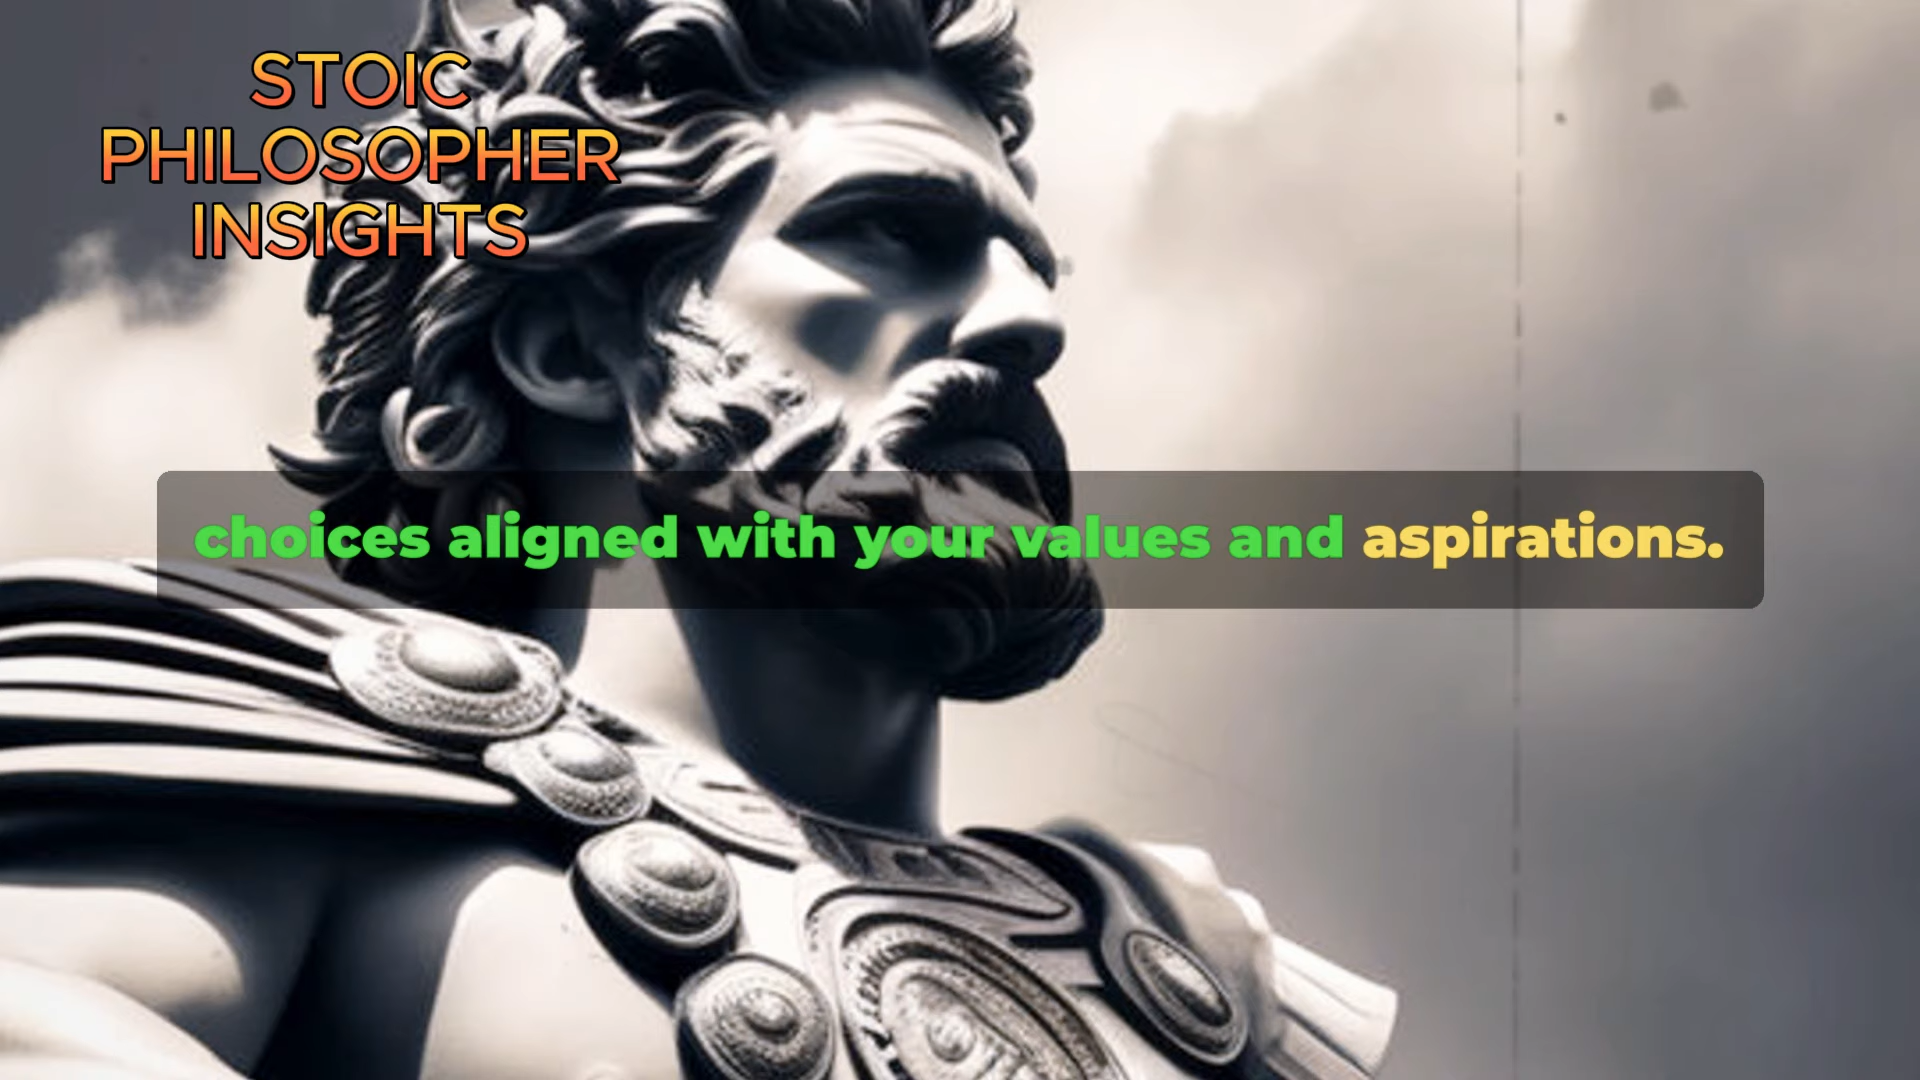 STOIC
PHILOSOPHER
INSIGHTS
choices aligned with your values and aspirations.